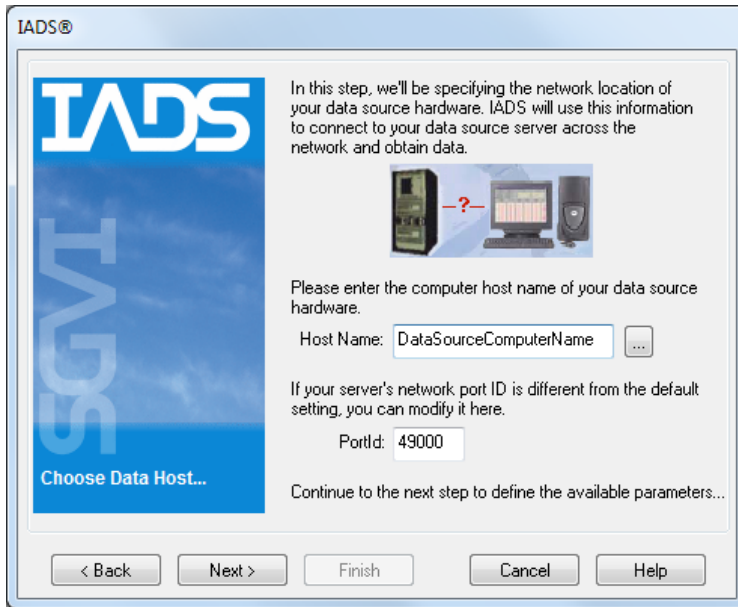 IADS®
IADS
IADS
In this step, we'll be specifying the network location of
your data source hardware. IADS will use this information
to connect to your data source server across the
network and obtain data.
–?–
Please enter the computer host name of your data source
hardware.
Host Name: DataSourceComputerName ...
If your server's network port ID is different from the default
setting, you can modify it here.
PortId: 49000
Choose Data Host...
Continue to the next step to define the available parameters...
< Back Next > Finish Cancel Help